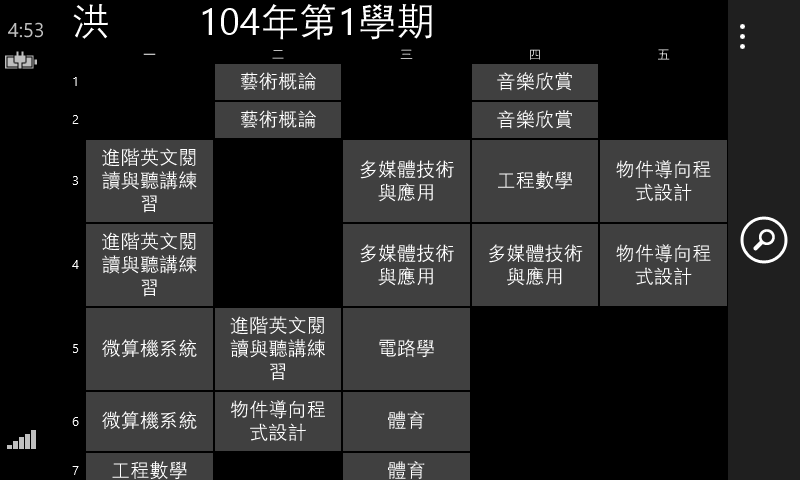 4:53
洪 104年第1學期
一 二 三 四 五
1 藝術概論 音樂欣賞
2 藝術概論 音樂欣賞
3
進階英文閱
讀與聽講練
習
多媒體技術
與應用
工程數學
物件導向程
式設計
4
進階英文閱
讀與聽講練
習
多媒體技術
與應用
多媒體技術
與應用
物件導向程
式設計
5
微算機系統
進階英文閱
讀與聽講練
習
電路學
6
微算機系統
物件導向程
式設計
體育
7 工程數學 體育